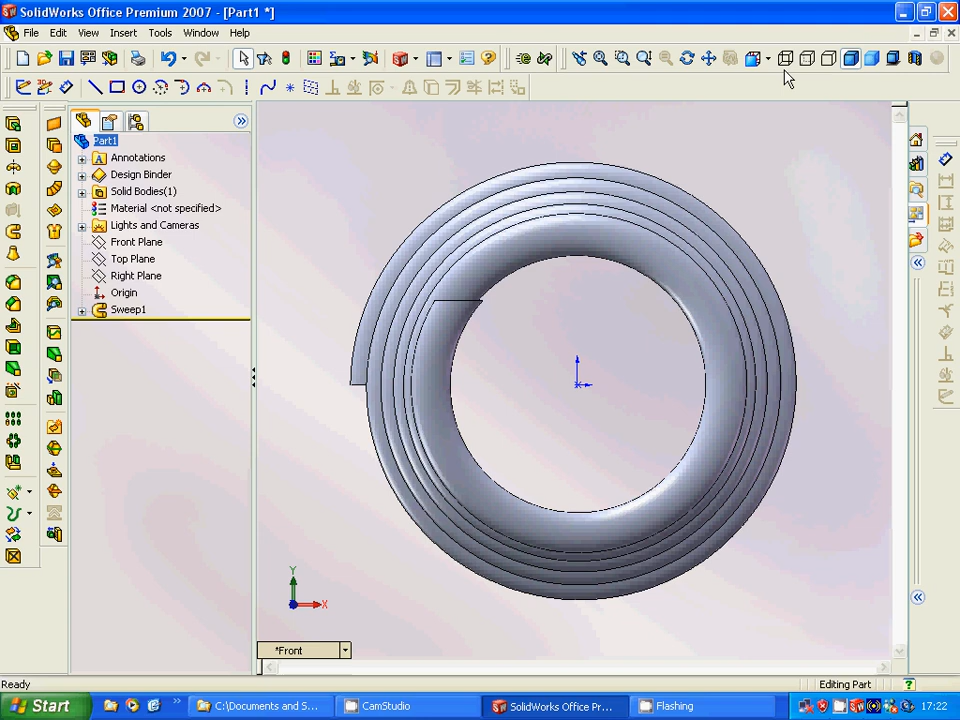 SolidWorks Office Premium 2007 - [Part1 *]
File Edit View Insert Tools Window Help
Part1
Annotations
Design Binder
Solid Bodies(1)
Material <not specified>
Lights and Cameras
Front Plane
Top Plane
Right Plane
Origin
Sweep1
Y
X
*Front
Ready
Editing Part
Start
C:\Documents and S...
CamStudio
SolidWorks Office Pr...
Flashing
17:22